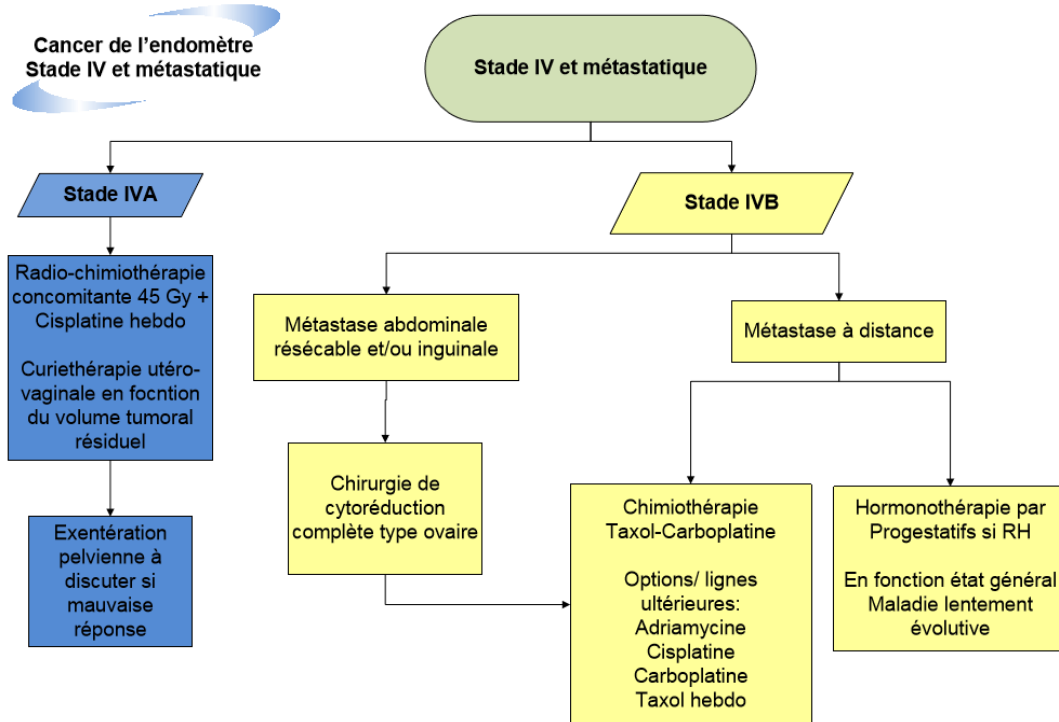 Cancer de l'endomètre
Stade IV et métastatique
Stade IV et métastatique
Stade IVA
Stade IVB
Radio-chimiothérapie
concomitante 45 Gy +
Cisplatine hebdo
Curiethérapie utéro-
vaginale en focntion
du volume tumoral
résiduel
Exentération
pelvienne à
discuter si
mauvaise
réponse
Métastase abdominale
résécable et/ou inguinale
Chirurgie de
cytoréduction
complète type ovaire
Métastase à distance
Chimiothérapie
Taxol-Carboplatine
Options/ lignes
ultérieures:
Adriamycine
Cisplatine
Carboplatine
Taxol hebdo
Hormonothérapie par
Progestatifs si RH
En fonction état général
Maladie lentement
évolutive